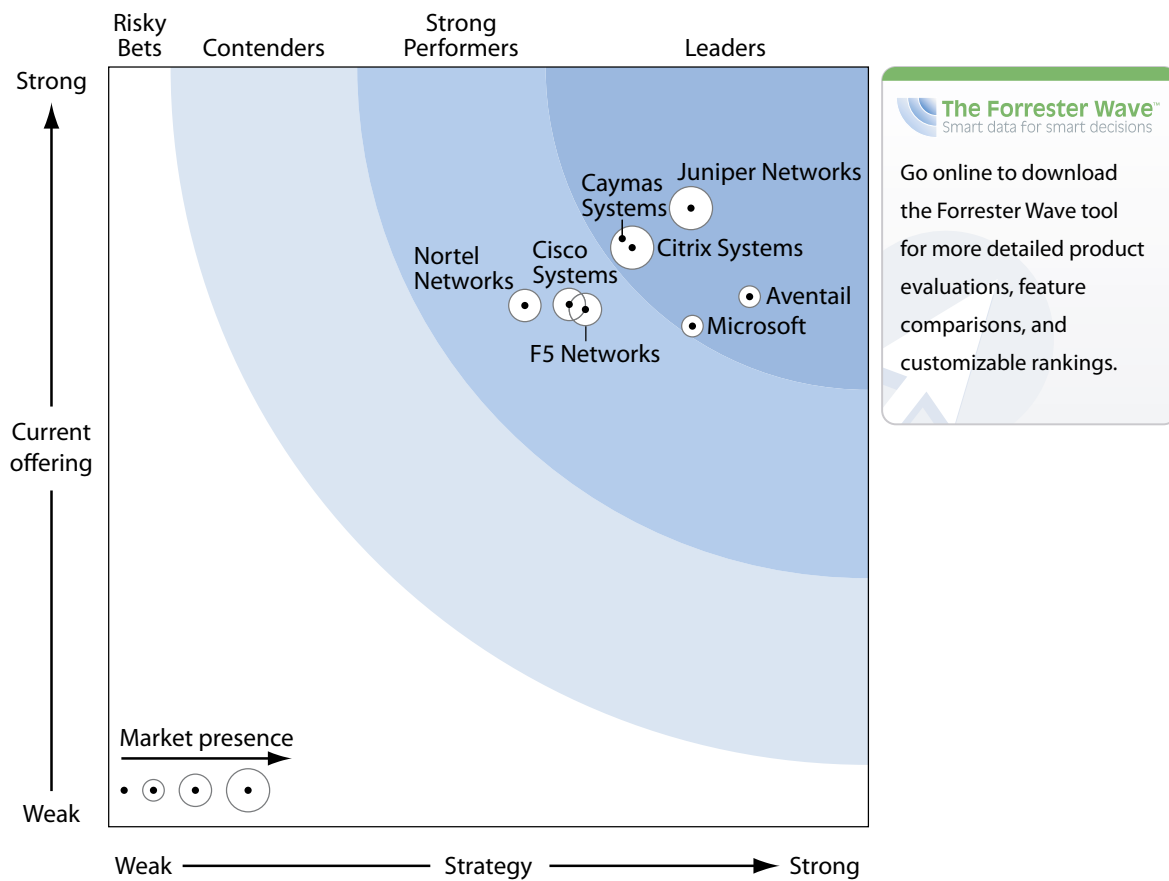 Risky
Bets
Contenders
Strong
Performers
Leaders
Strong
Current
offering
Weak
Juniper Networks
Caymas
Systems
Citrix Systems
Nortel
Networks
Cisco
Systems
Aventail
Microsoft
F5 Networks
Market presence
Weak
Strategy
Strong
The Forrester Wave™
Smart data for smart decisions
Go online to download
the Forrester Wave tool
for more detailed product
evaluations, feature
comparisons, and
customizable rankings.